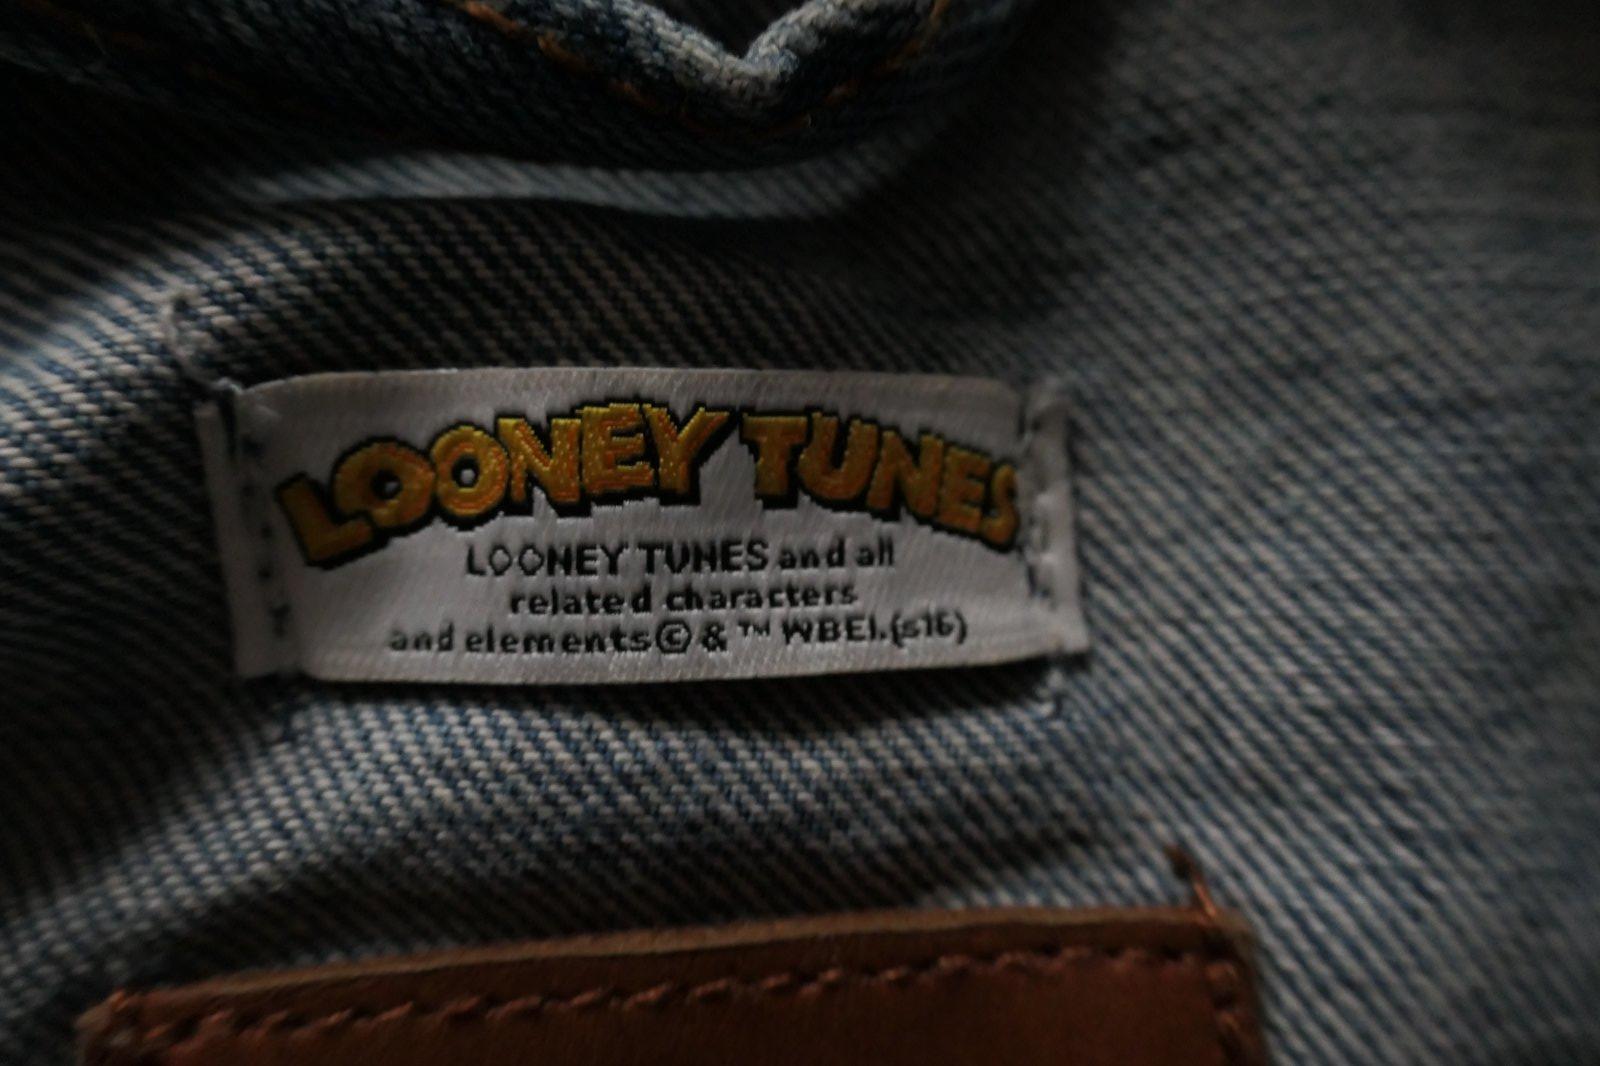 LOONEY TUNES
LOONEY TUNES and all
related characters
and elements © & ™ WBEI. (s16)